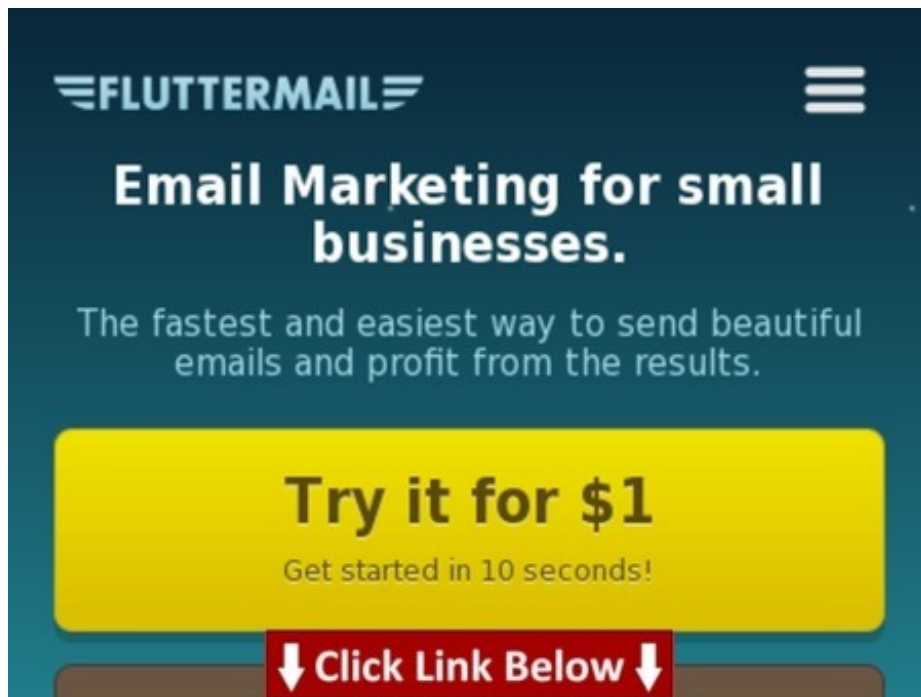 FLUTTERMAIL
Email Marketing for small
businesses.
The fastest and easiest way to send beautiful
emails and profit from the results.
Try it for $1
Get started in 10 seconds!
Click Link Below